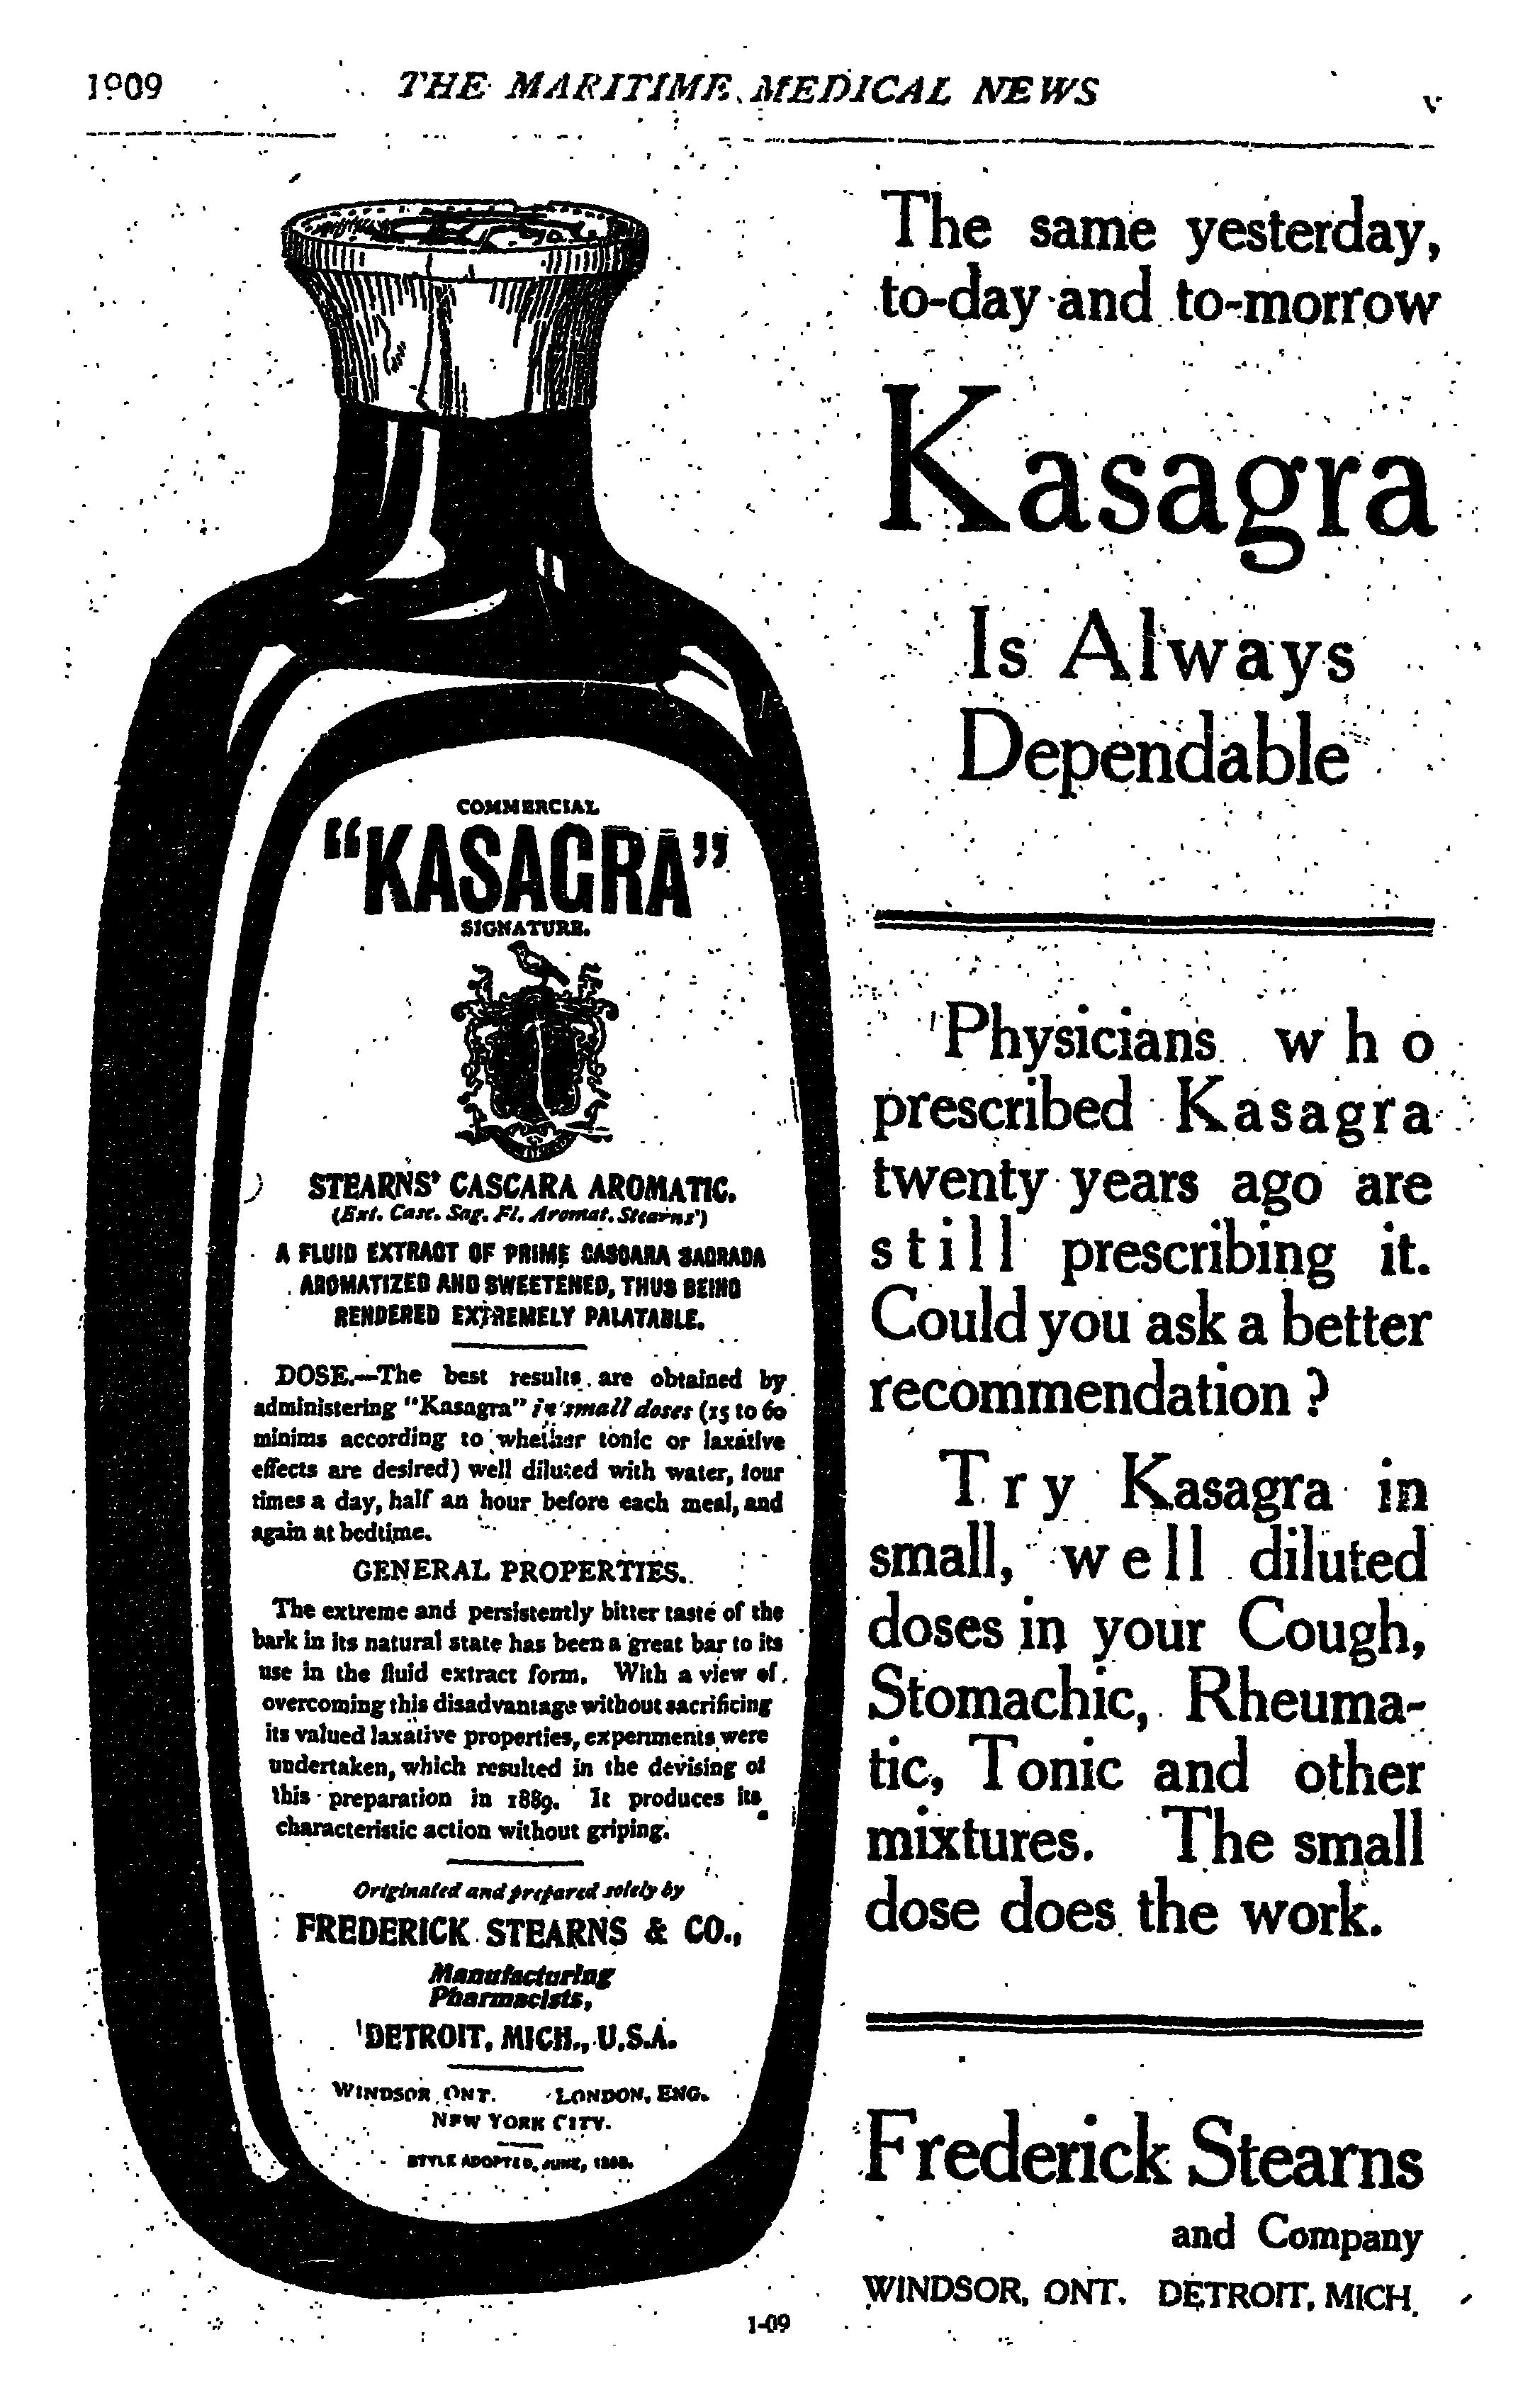 1909 THE MARITIME MEDICAL NEWS v
COMMERCIAL
"KASAGRA"
SIGNATURE.
STEARNS' CASCARA AROMATIC.
(Ext. Casc. Sag. Fl. Aromat. Stearns')
A FLUID EXTRACT OF PRIME CASCARA SAGRADA
AROMATIZED AND SWEETENED, THUS BEING
RENDERED EXTREMELY PALATABLE.
DOSE.—The best results are obtained by
administering "Kasagra" in small doses (15 to 60
minims according to whether tonic or laxative
effects are desired) well diluted with water, four
times a day, half an hour before each meal, and
again at bedtime.
GENERAL PROPERTIES.
The extreme and persistently bitter taste of the
bark in its natural state has been a great bar to its
use in the fluid extract form. With a view of
overcoming this disadvantage without sacrificing
its valued laxative properties, experiments were
undertaken, which resulted in the devising of
this preparation in 1889. It produces its
characteristic action without griping.
Originated and prepared solely by
FREDERICK STEARNS & CO.,
Manufacturing
Pharmacists,
DETROIT, MICH., U.S.A.
WINDSOR, ONT. LONDON, ENG.
NEW YORK CITY.
STYLE ADOPTED, JUNE,
1-09
The same yesterday,
to-day and to-morrow
Kasagra
Is Always
Dependable
Physicians who
prescribed Kasagra
twenty years ago are
still prescribing it.
Could you ask a better
recommendation ?
Try Kasagra in
small, well diluted
doses in your Cough,
Stomachic, Rheuma-
tic, Tonic and other
mixtures. The small
dose does the work.
Frederick Stearns
and Company
WINDSOR, ONT. DETROIT, MICH.